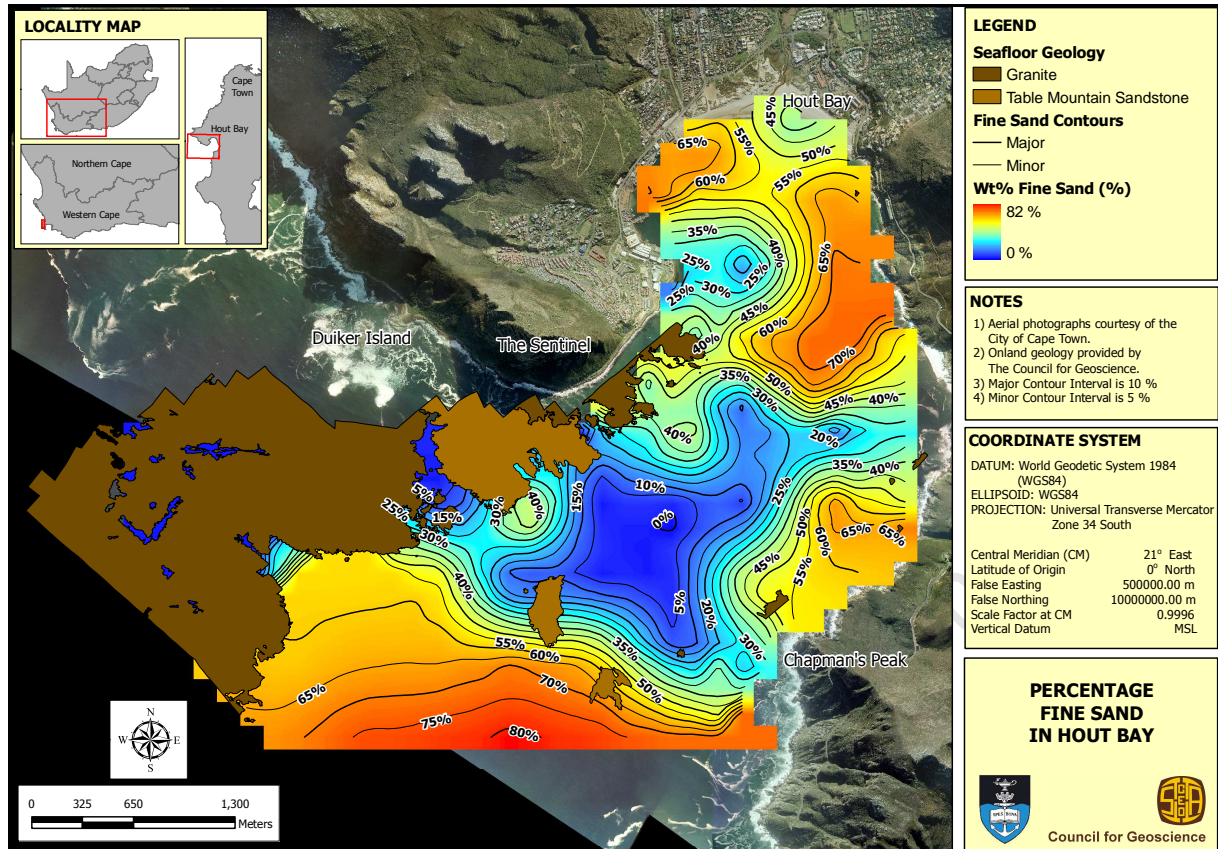 LOCALITY MAP
Cape
Town
Hout Bay
Northern Cape
Western Cape
Hout Bay
45%
55%
65%
50%
60%
55%
35%
40%
65%
25%
25%
30%
25%
45%
60%
40%
70%
Duiker Island
The Sentinel
35%
50%
30%
45%
40%
40%
20%
35%
40%
10%
15%
25%
5%
40%
30%
25%
15%
0%
50%
65%
65%
30%
60%
45%
40%
55%
5%
20%
30%
55%
60%
35%
Chapman's Peak
70%
50%
65%
75%
80%
N
W
E
S
0 325 650 1,300
Meters
LEGEND
Seafloor Geology
Granite
Table Mountain Sandstone
Fine Sand Contours
Major
Minor
Wt% Fine Sand (%)
82 %
0 %
NOTES
1) Aerial photographs courtesy of the
City of Cape Town.
2) Onland geology provided by
The Council for Geoscience.
3) Major Contour Interval is 10 %
4) Minor Contour Interval is 5 %
COORDINATE SYSTEM
DATUM: World Geodetic System 1984
(WGS84)
ELLIPSOID: WGS84
PROJECTION: Universal Transverse Mercator
Zone 34 South
Central Meridian (CM) 21° East
Latitude of Origin 0° North
False Easting 500000.00 m
False Northing 10000000.00 m
Scale Factor at CM 0.9996
Vertical Datum MSL
PERCENTAGE
FINE SAND
IN HOUT BAY
SPES BONA
Council for Geoscience